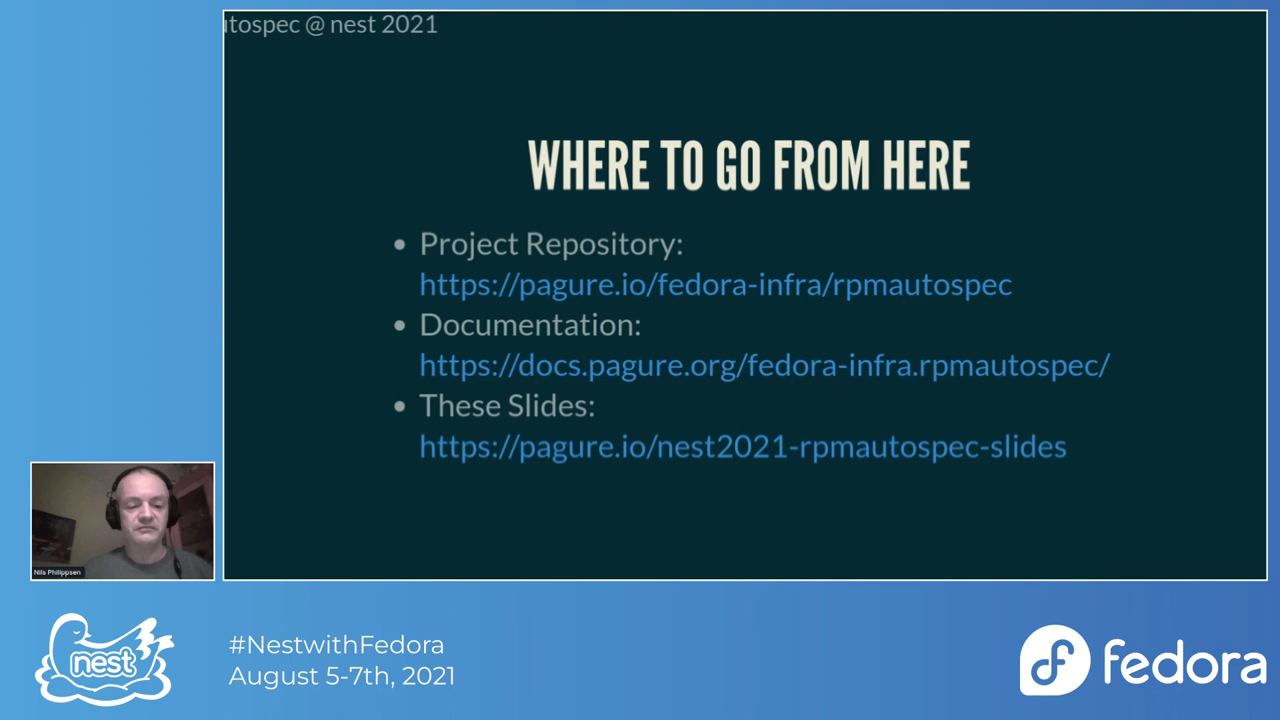 utospec @ nest 2021
WHERE TO GO FROM HERE
• Project Repository:
https://pagure.io/fedora-infra/rpmautospec
• Documentation:
https://docs.pagure.org/fedora-infra.rpmautospec/
• These Slides:
https://pagure.io/nest2021-rpmautospec-slides
Nils Philippsen
nest
#NestwithFedora
August 5-7th, 2021
fedora